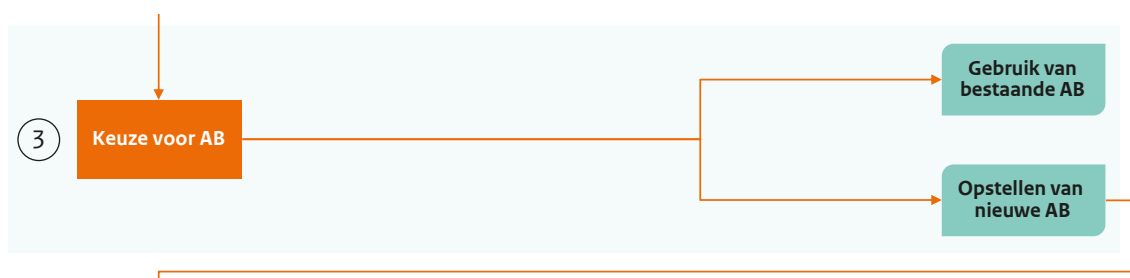 3
Keuze voor AB
Gebruik van
bestaande AB
Opstellen van
nieuwe AB